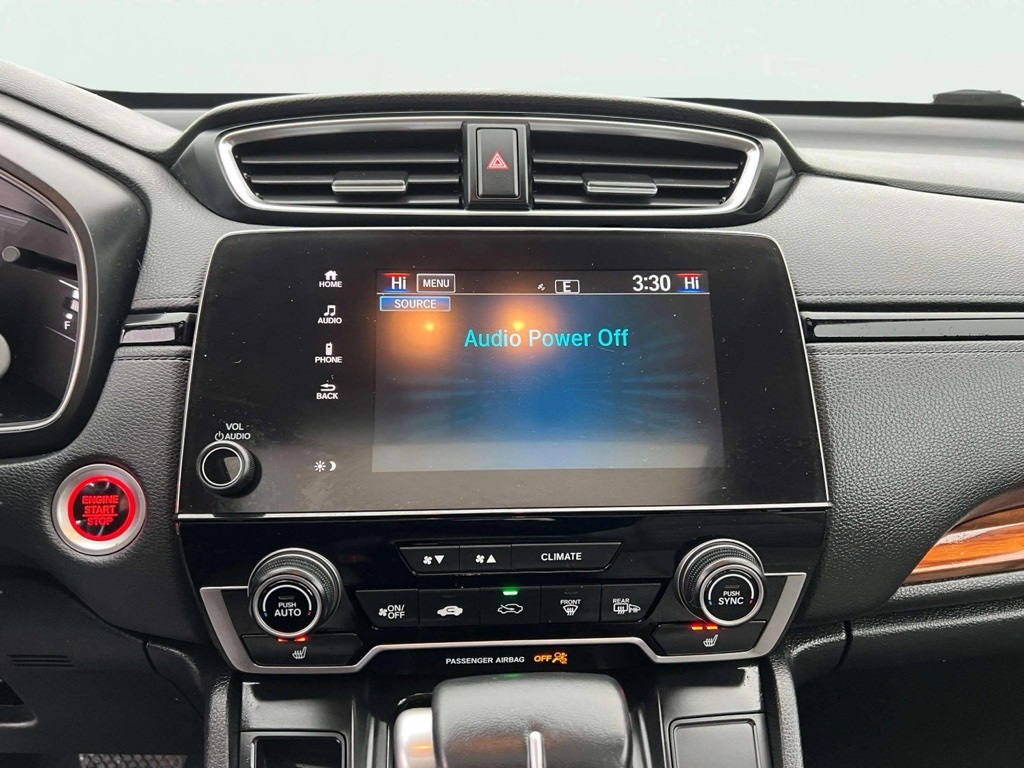 HOME
Hi MENU E 3:30 Hi
SOURCE
AUDIO
Audio Power Off
PHONE
BACK
VOL
AUDIO
F
ENGINE
START
STOP
CLIMATE
PUSH
AUTO
ON/
OFF
FRONT
REAR
PUSH
SYNC
PASSENGER AIRBAG OFF